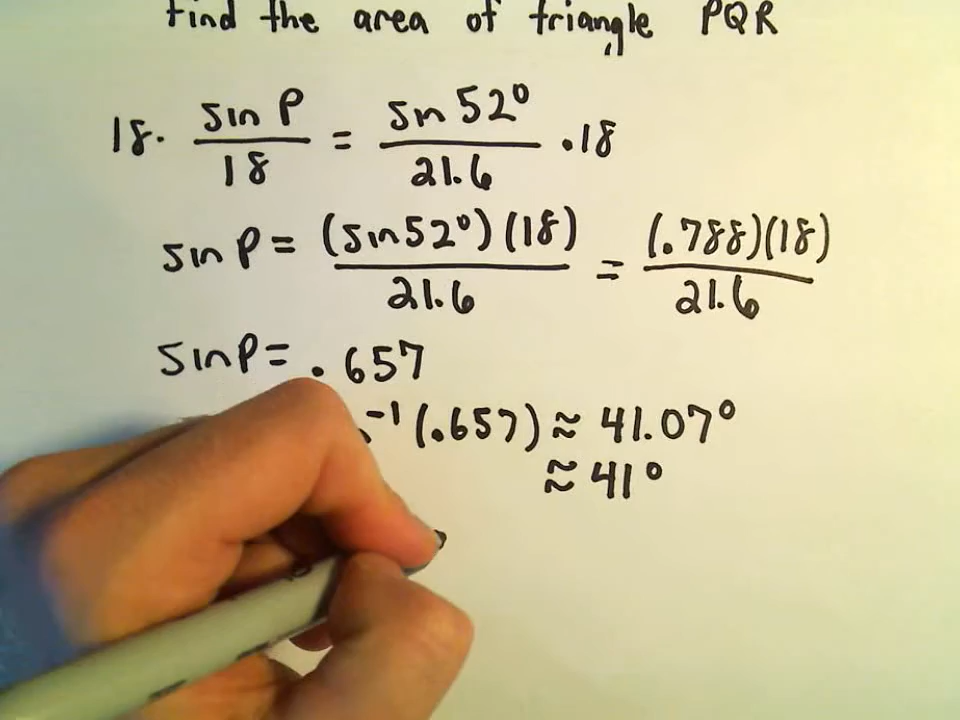 find the area of triangle PQR
18 · sin P / 18 = sin 52° / 21.6 · 18
sin P = (sin 52°)(18) / 21.6 = (.788)(18) / 21.6
sin P = .657
⁻¹(.657) ≈ 41.07°
≈ 41°